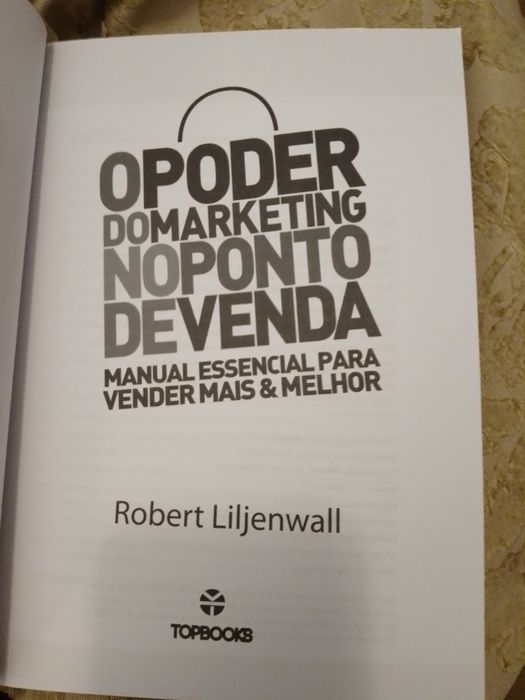 OPODER
DOMARKETING
NOPONTO
DEVENDA
MANUAL ESSENCIAL PARA
VENDER MAIS & MELHOR
Robert Liljenwall
TOPBOOKS